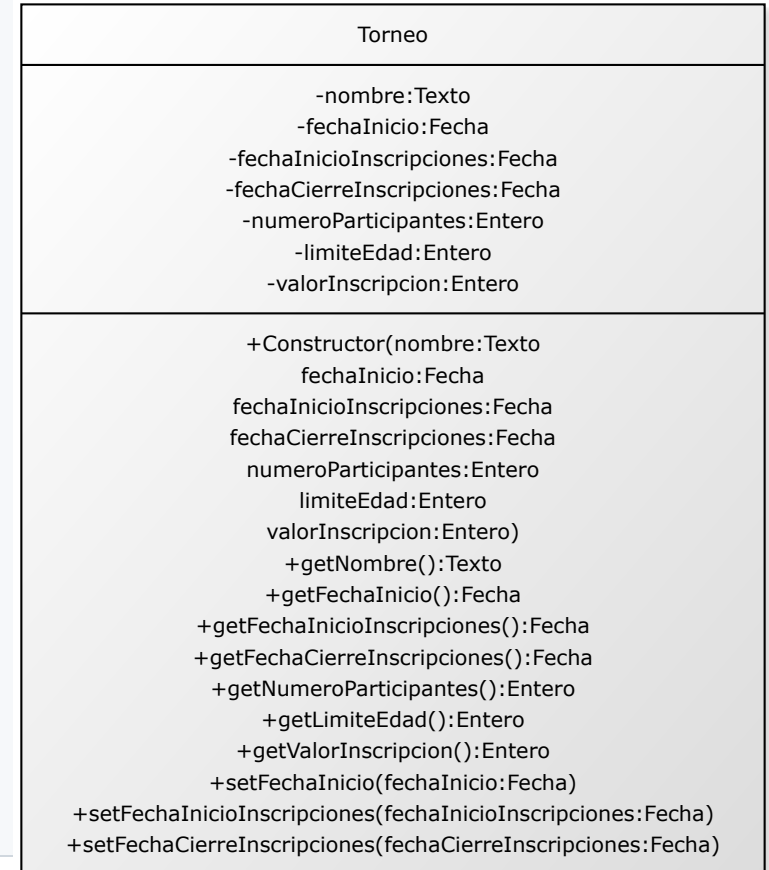 Torneo
-nombre:Texto
-fechaInicio:Fecha
-fechaInicioInscripciones:Fecha
-fechaCierreInscripciones:Fecha
-numeroParticipantes:Entero
-limiteEdad:Entero
-valorInscripcion:Entero
+Constructor(nombre:Texto
fechaInicio:Fecha
fechaInicioInscripciones:Fecha
fechaCierreInscripciones:Fecha
numeroParticipantes:Entero
limiteEdad:Entero
valorInscripcion:Entero)
+getNombre():Texto
+getFechaInicio():Fecha
+getFechaInicioInscripciones():Fecha
+getFechaCierreInscripciones():Fecha
+getNumeroParticipantes():Entero
+getLimiteEdad():Entero
+getValorInscripcion():Entero
+setFechaInicio(fechaInicio:Fecha)
+setFechaInicioInscripciones(fechaInicioInscripciones:Fecha)
+setFechaCierreInscripciones(fechaCierreInscripciones:Fecha)